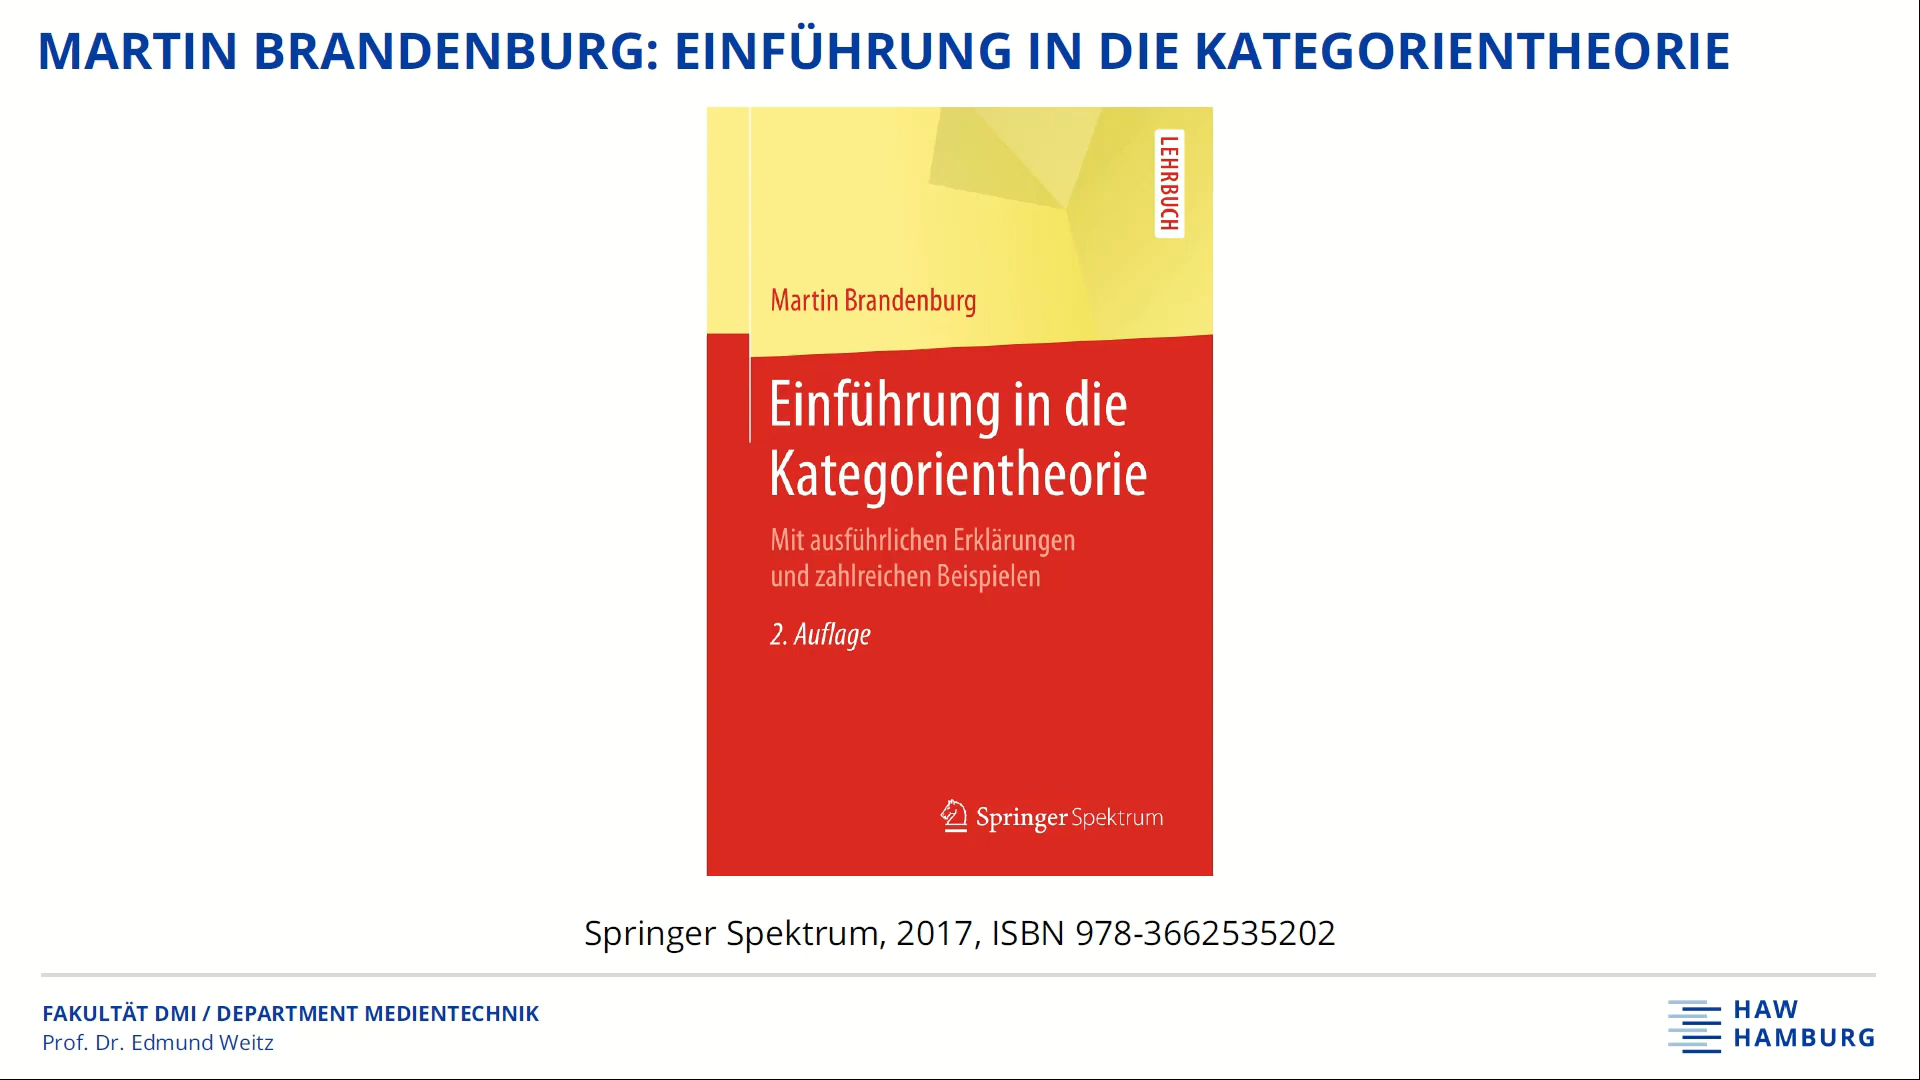 MARTIN BRANDENBURG: EINFÜHRUNG IN DIE KATEGORIENTHEORIE
LEHRBUCH
Martin Brandenburg
Einführung in die
Kategorientheorie
Mit ausführlichen Erklärungen
und zahlreichen Beispielen
2. Auflage
Springer Spektrum
Springer Spektrum, 2017, ISBN 978-3662535202
FAKULTÄT DMI / DEPARTMENT MEDIENTECHNIK
Prof. Dr. Edmund Weitz
HAW
HAMBURG